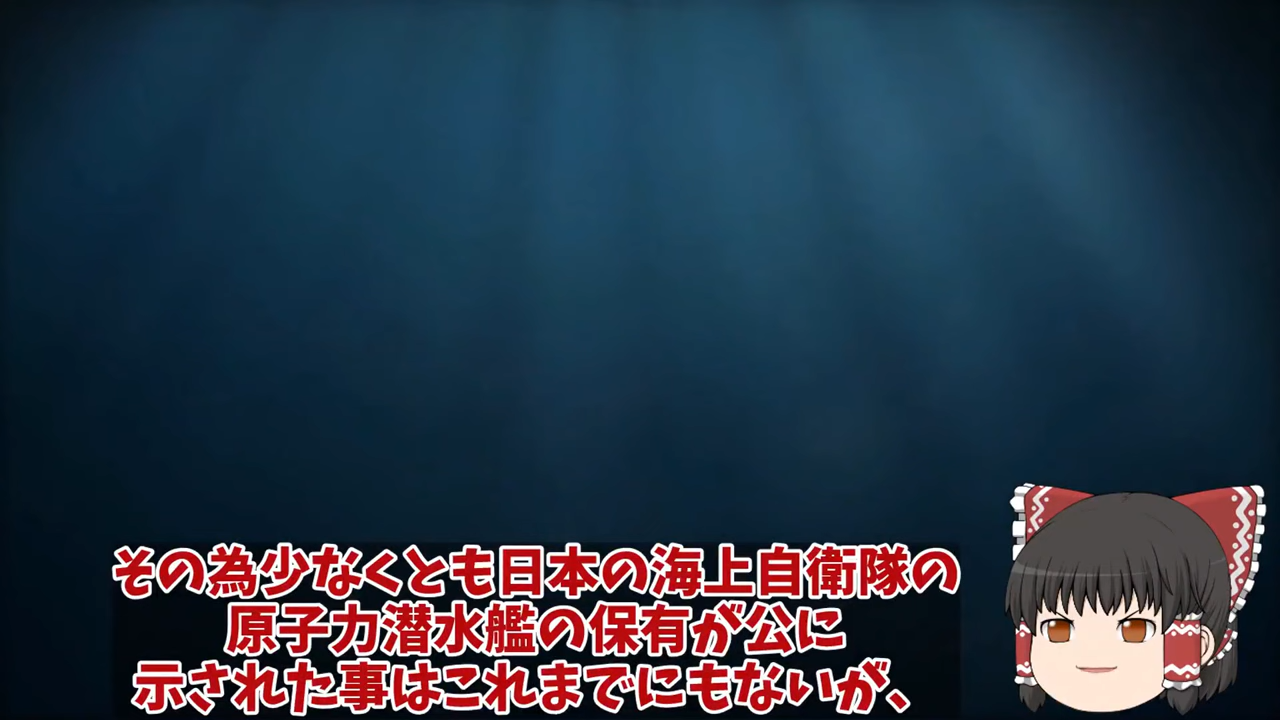 その為少なくとも日本の海上自衛隊の
原子力潜水艦の保有が公に
示された事はこれまでにもないが、